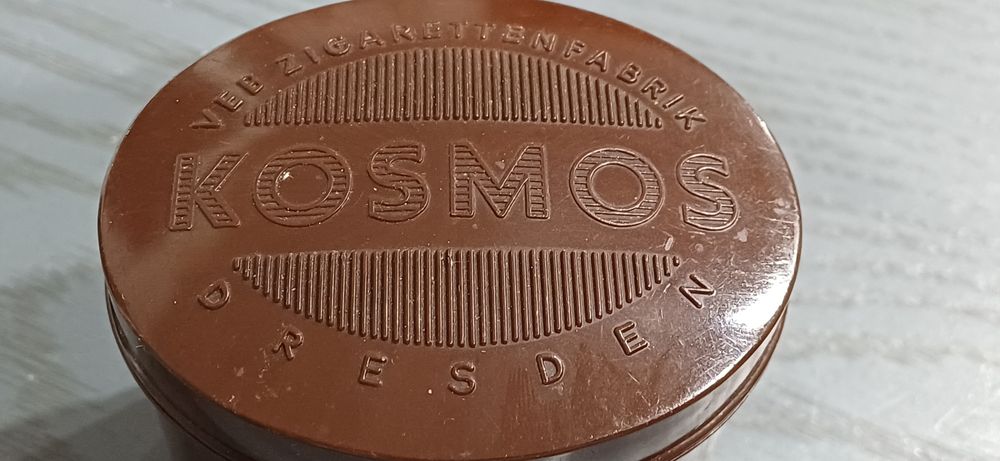 VEB ZIGARETTENFABRIK
KOSMOS
DRESDEN